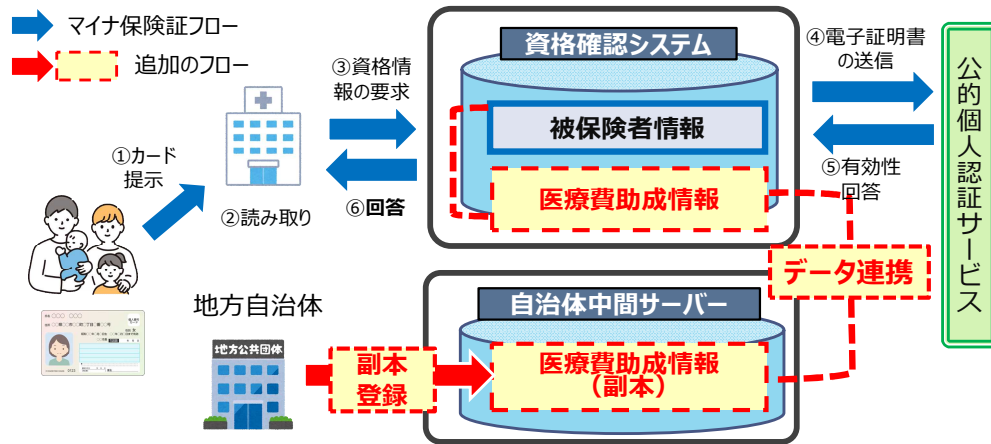 マイナ保険証フロー
追加のフロー
①カード
提示
②読み取り
③資格情
報の要求
⑥回答
資格確認システム
被保険者情報
医療費助成情報
④電子証明書
の送信
⑤有効性
回答
公的個人認証サービス
データ連携
地方自治体
地方公共団体
副本
登録
自治体中間サーバー
医療費助成情報
（副本）